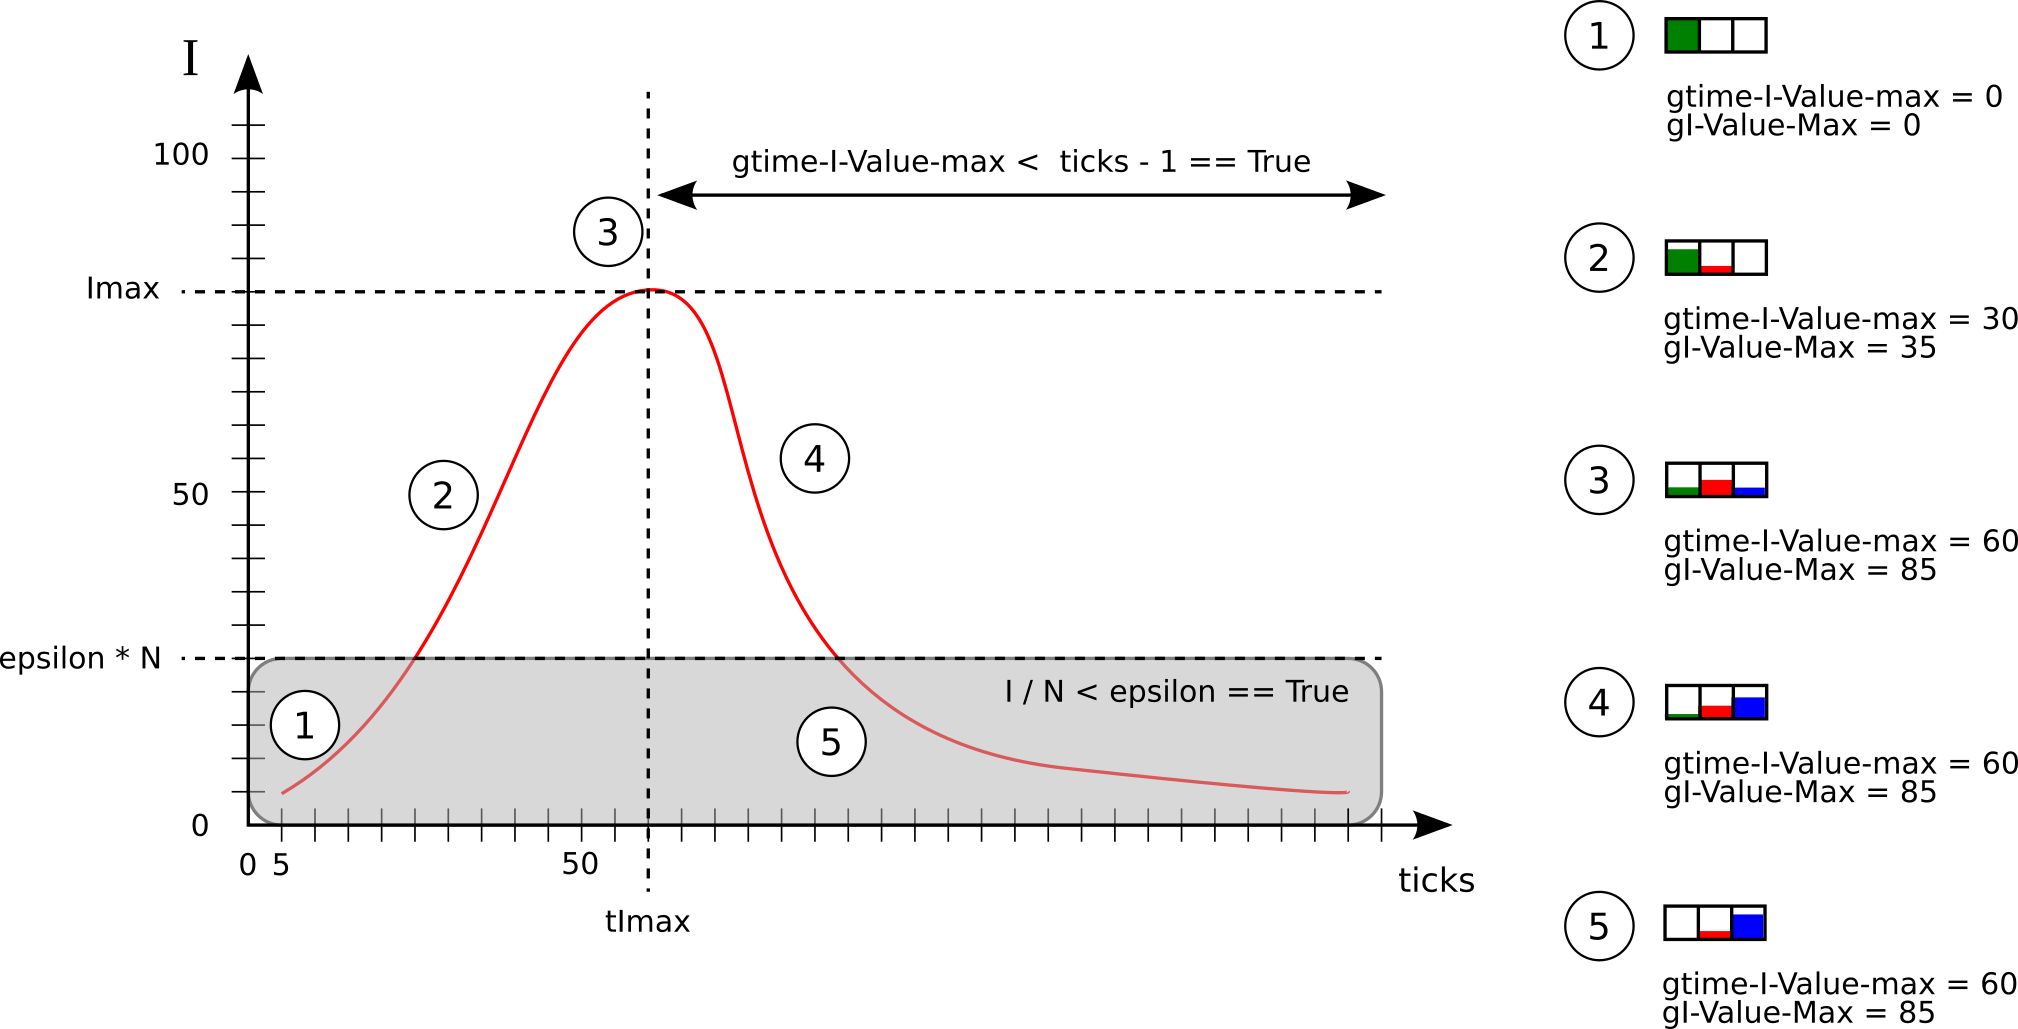 I
100
gtime-I-Value-max <  ticks - 1 == True
3
Imax
4
2
50
epsilon * N
I / N < epsilon == True
1
5
0
0 5
50
ticks
tImax
1
gtime-I-Value-max = 0
gI-Value-Max = 0
2
gtime-I-Value-max = 30
gI-Value-Max = 35
3
gtime-I-Value-max = 60
gI-Value-Max = 85
4
gtime-I-Value-max = 60
gI-Value-Max = 85
5
gtime-I-Value-max = 60
gI-Value-Max = 85